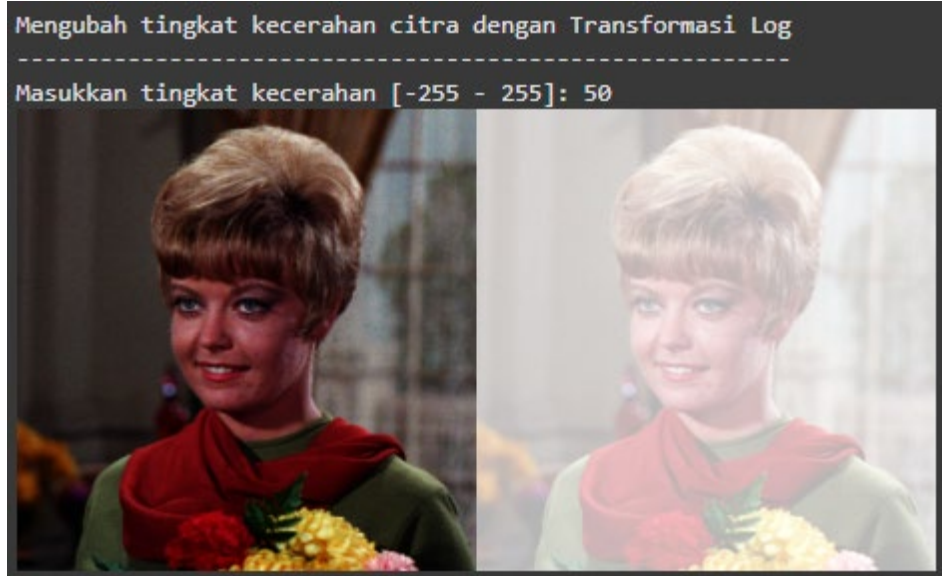 Mengubah tingkat kecerahan citra dengan Transformasi Log
--------------------------------------------------------
Masukkan tingkat kecerahan [-255 - 255]: 50